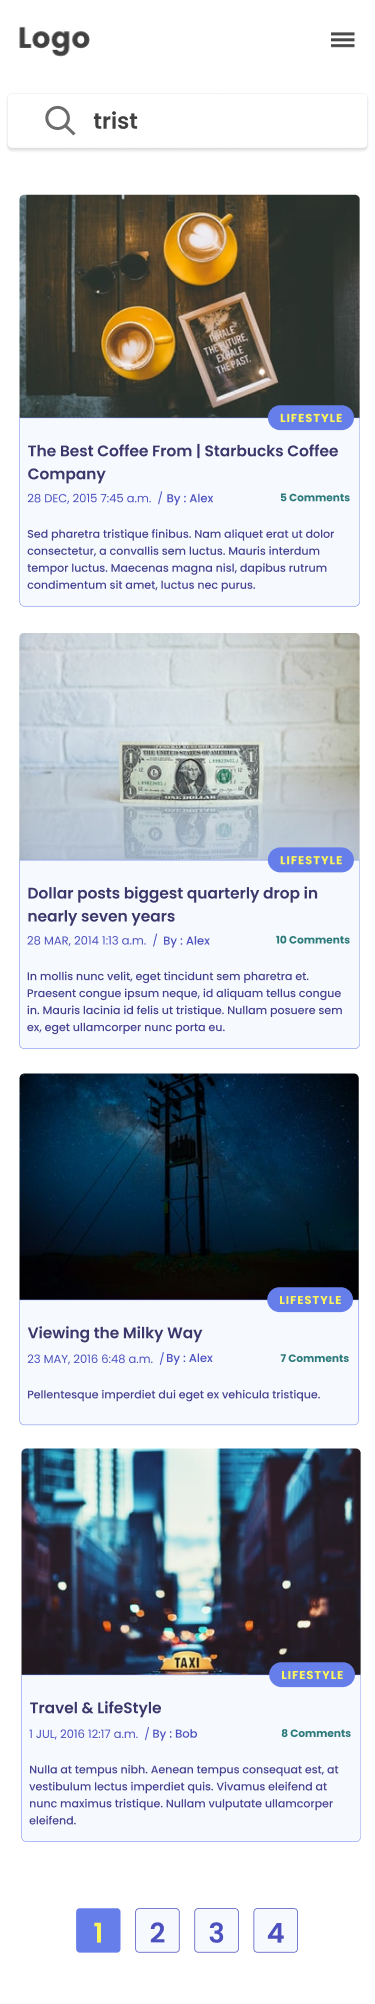 Logo
trist
INHALE
THE FUTURE,
EXHALE
THE PAST.
LIFESTYLE
The Best Coffee From | Starbucks Coffee
Company
28 DEC, 2015 7:45 a.m. / By : Alex
5 Comments
Sed pharetra tristique finibus. Nam aliquet erat ut dolor
consectetur, a convallis sem luctus. Mauris interdum
tempor luctus. Maecenas magna nisl, dapibus rutrum
condimentum sit amet, luctus nec purus.
THE UNITED STATES OF AMERICA
ONE DOLLAR
LIFESTYLE
Dollar posts biggest quarterly drop in
nearly seven years
28 MAR, 2014 1:13 a.m. / By : Alex
10 Comments
In mollis nunc velit, eget tincidunt sem pharetra et.
Praesent congue ipsum neque, id aliquam tellus congue
in. Mauris lacinia id felis ut tristique. Nullam posuere sem
ex, eget ullamcorper nunc porta eu.
LIFESTYLE
Viewing the Milky Way
23 MAY, 2016 6:48 a.m. / By : Alex
7 Comments
Pellentesque imperdiet dui eget ex vehicula tristique.
TAXI
LIFESTYLE
Travel & LifeStyle
1 JUL, 2016 12:17 a.m. / By : Bob
8 Comments
Nulla at tempus nibh. Aenean tempus consequat est, at
vestibulum lectus imperdiet quis. Vivamus eleifend at
nunc maximus tristique. Nullam vulputate ullamcorper
eleifend.
1 2 3 4